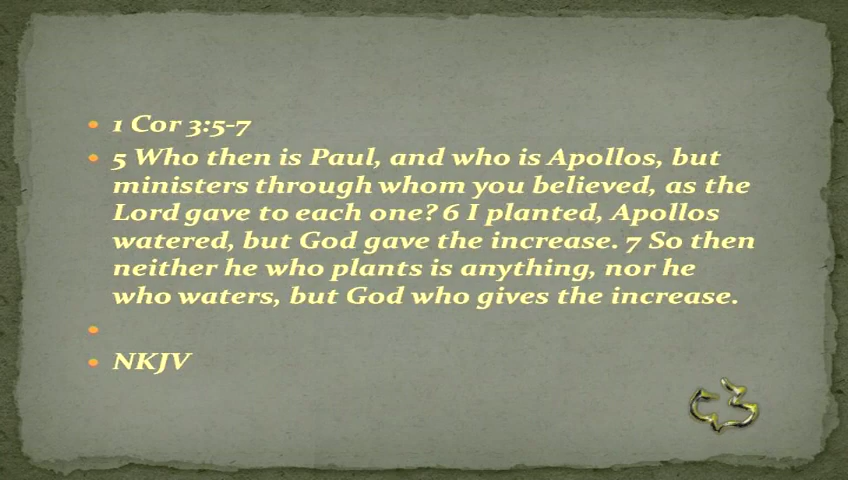 1 Cor 3:5-7
5 Who then is Paul, and who is Apollos, but
ministers through whom you believed, as the
Lord gave to each one? 6 I planted, Apollos
watered, but God gave the increase. 7 So then
neither he who plants is anything, nor he
who waters, but God who gives the increase.
NKJV
C3